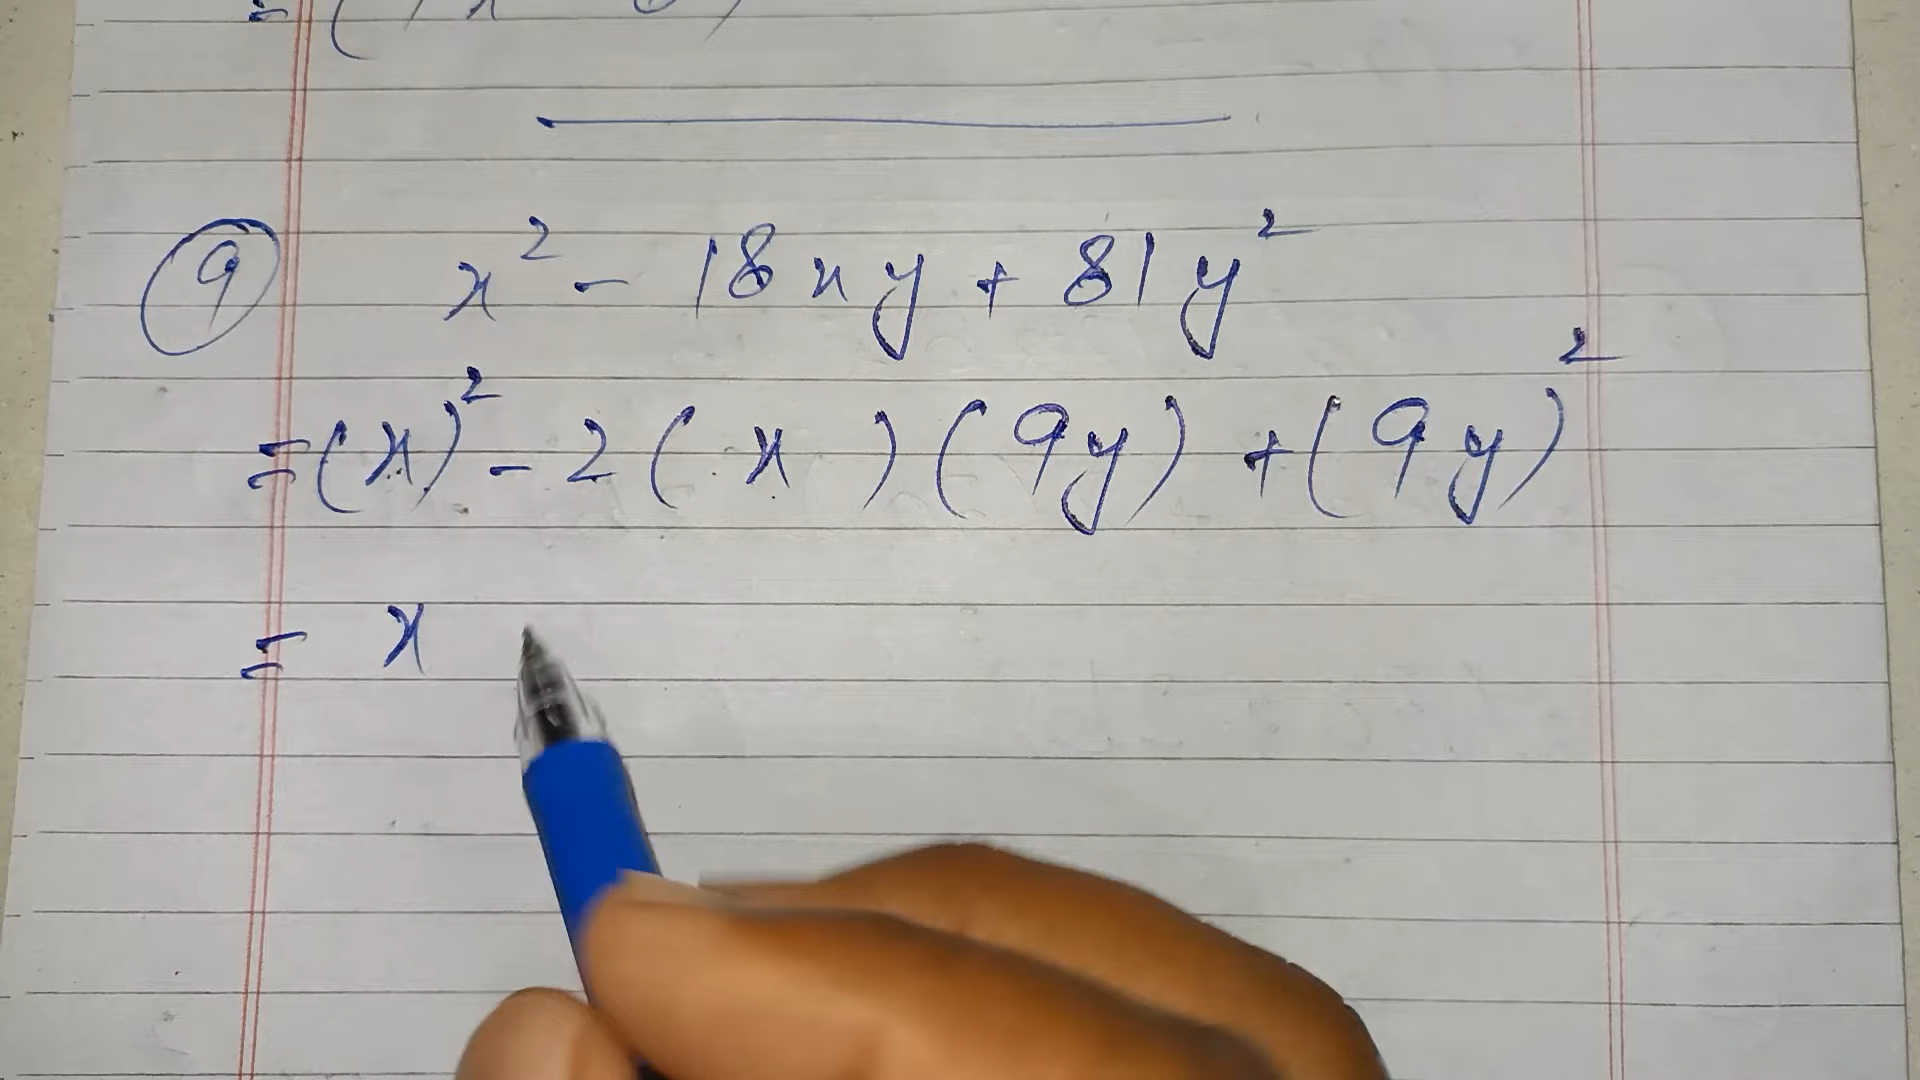 ⑨ x² - 18xy + 81y²
= (x)² - 2(x)(9y) + (9y)²
= x